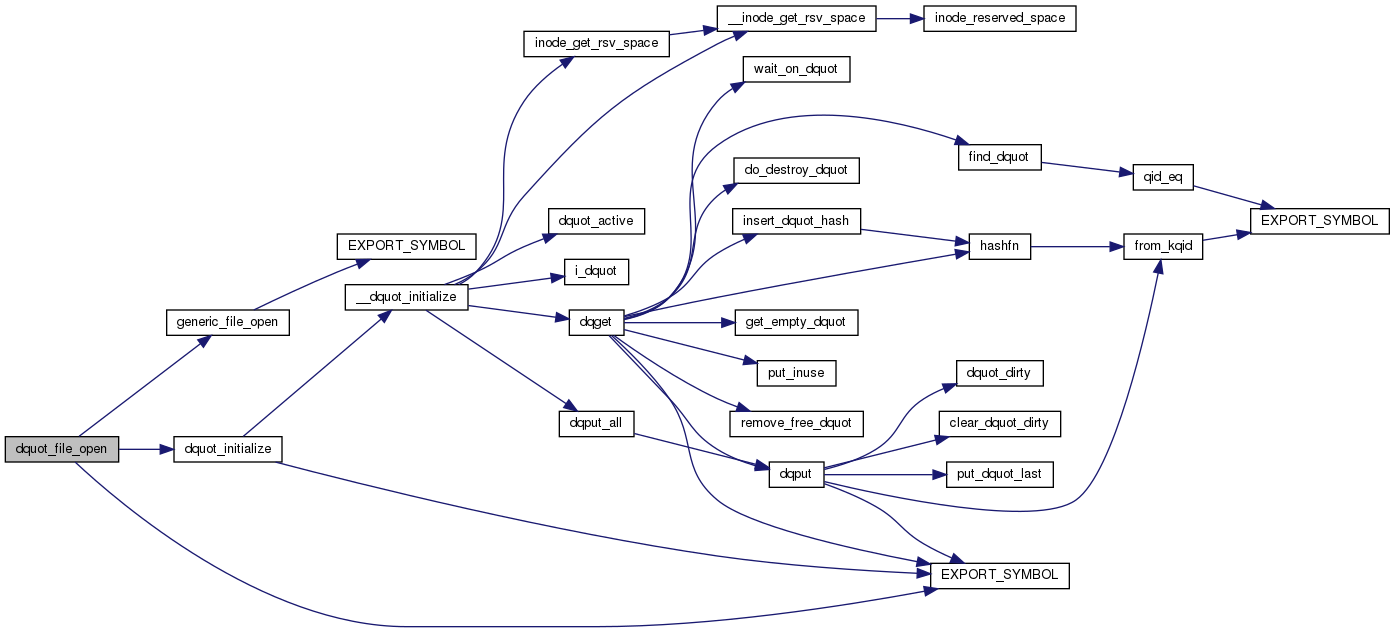 __inode_get_rsv_space
inode_reserved_space
inode_get_rsv_space
wait_on_dquot
find_dquot
do_destroy_dquot
qid_eq
dquot_active
insert_dquot_hash
EXPORT_SYMBOL
EXPORT_SYMBOL
hashfn
from_kqid
i_dquot
__dquot_initialize
generic_file_open
dqget
get_empty_dquot
put_inuse
dquot_dirty
dqput_all
remove_free_dquot
clear_dquot_dirty
dquot_file_open
dquot_initialize
dqput
put_dquot_last
EXPORT_SYMBOL